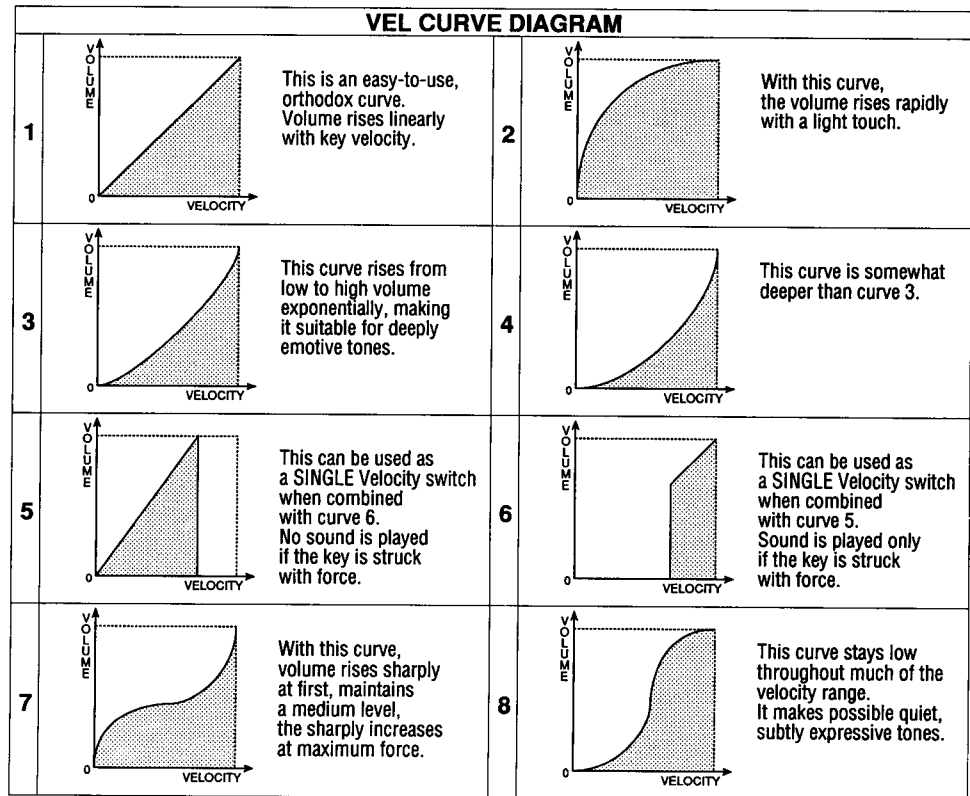 VEL CURVE DIAGRAM
1
VOLUME
0
VELOCITY
This is an easy-to-use,
orthodox curve.
Volume rises linearly
with key velocity.
2
VOLUME
0
VELOCITY
With this curve,
the volume rises rapidly
with a light touch.
3
VOLUME
0
VELOCITY
This curve rises from
low to high volume
exponentially, making
it suitable for deeply
emotive tones.
4
VOLUME
0
VELOCITY
This curve is somewhat
deeper than curve 3.
5
VOLUME
0
VELOCITY
This can be used as
a SINGLE Velocity switch
when combined
with curve 6.
No sound is played
if the key is struck
with force.
6
VOLUME
0
VELOCITY
This can be used as
a SINGLE Velocity switch
when combined
with curve 5.
Sound is played only
if the key is struck
with force.
7
VOLUME
0
VELOCITY
With this curve,
volume rises sharply
at first, maintains
a medium level,
the sharply increases
at maximum force.
8
VOLUME
0
VELOCITY
This curve stays low
throughout much of the
velocity range.
It makes possible quiet,
subtly expressive tones.